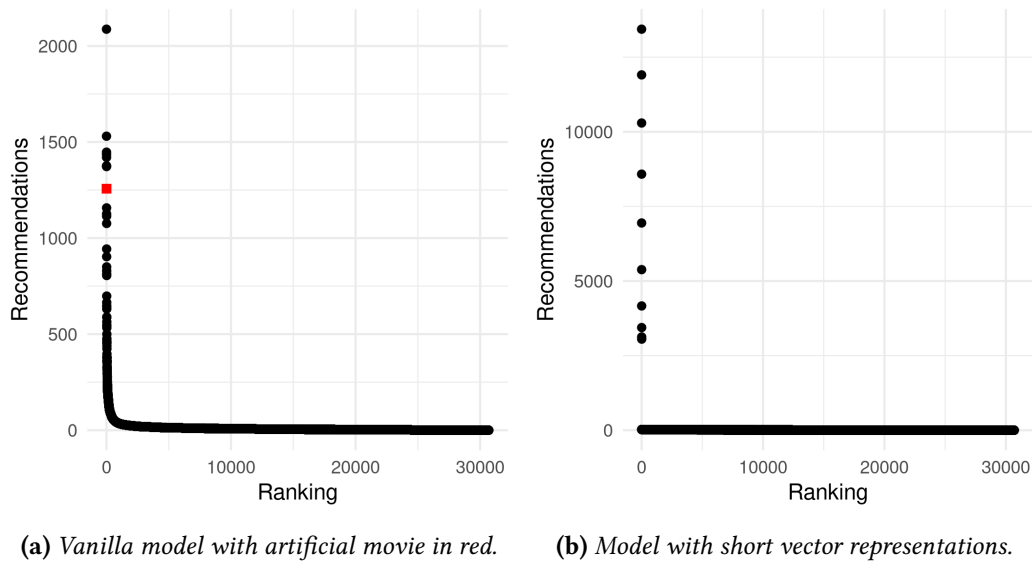 2000
1500
1000
500
0
Recommendations
0
10000
20000
30000
Ranking
(a) Vanilla model with artificial movie in red.
10000
5000
0
Recommendations
0
10000
20000
30000
Ranking
(b) Model with short vector representations.